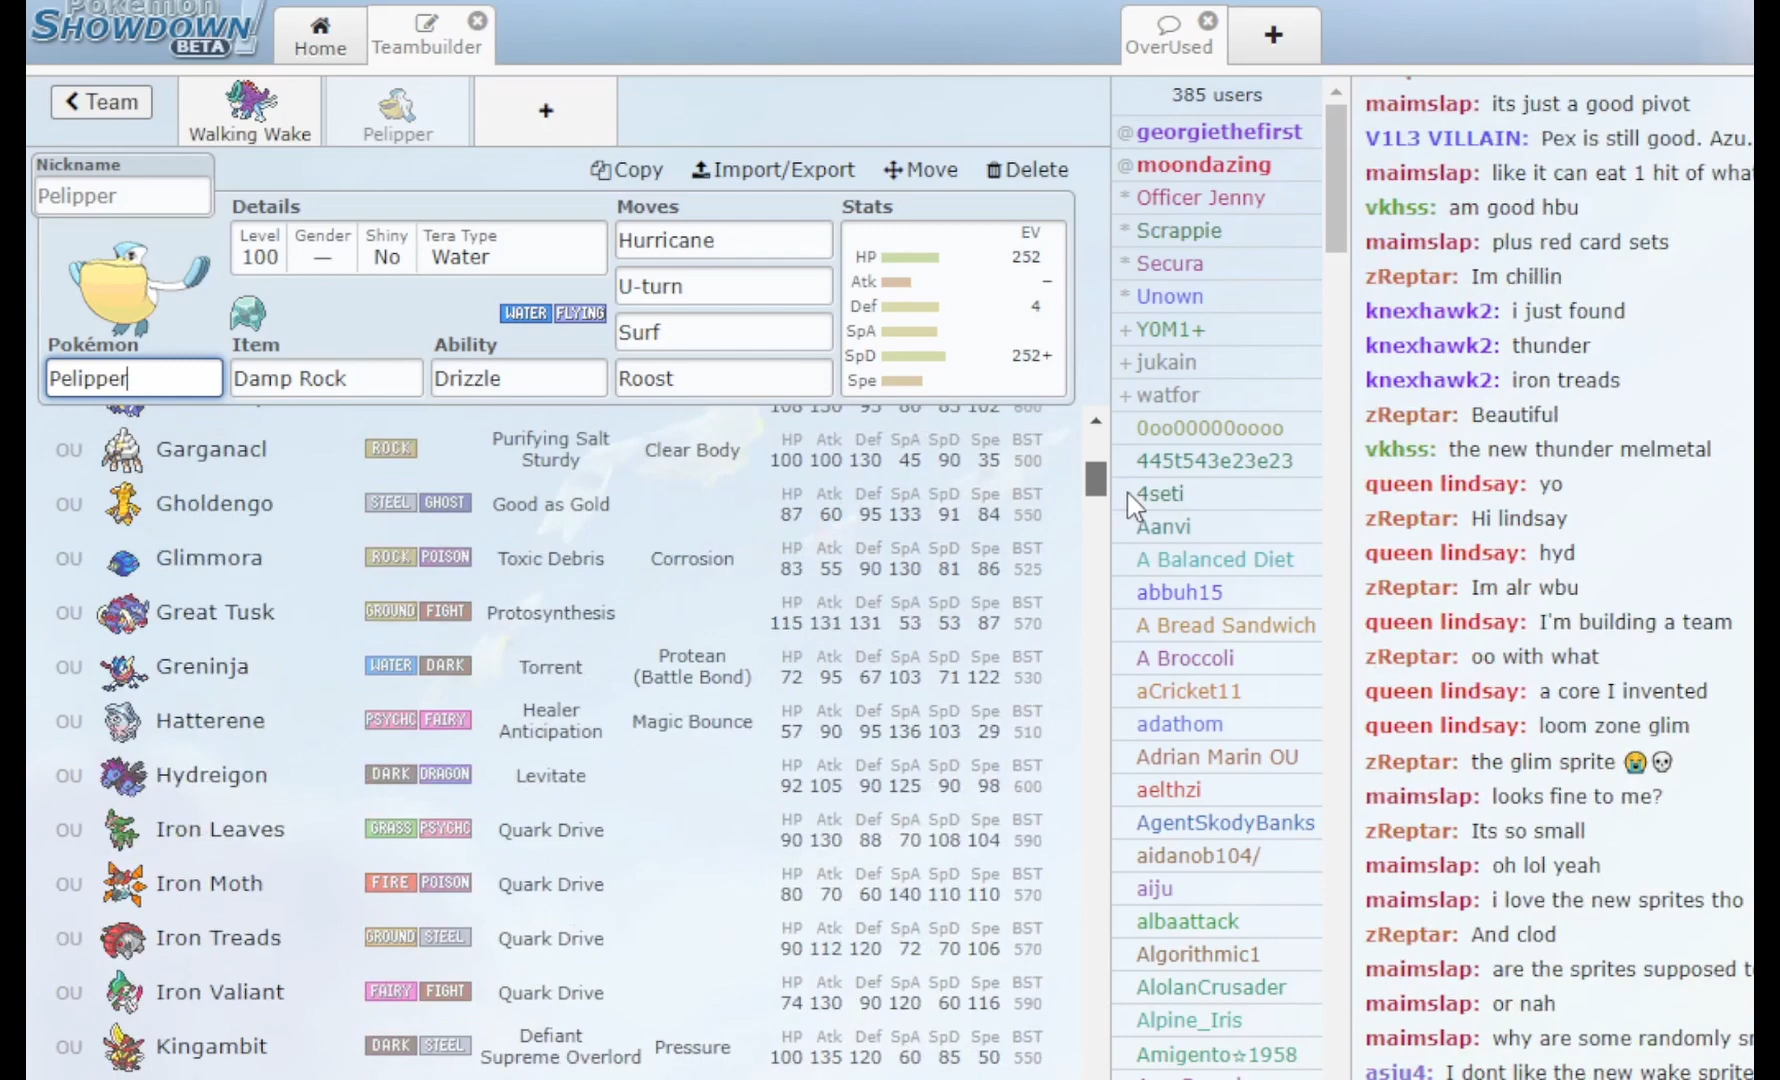 Pokémon
SHOWDOWN
BETA
Home
Teambuilder
OverUsed
+
Team
Walking Wake
Pelipper
+
Nickname
Pelipper
Copy
Import/Export
Move
Delete
Details
Level
100
Gender
—
Shiny
No
Tera Type
Water
WATER FLYING
Pokémon
Pelipper
Item
Damp Rock
Ability
Drizzle
Moves
Hurricane
U-turn
Surf
Roost
Stats
EV
HP 252
Atk –
Def 4
SpA
SpD 252+
Spe
OU Garganacl ROCK Purifying Salt Sturdy Clear Body HP 100 Atk 100 Def 130 SpA 45 SpD 90 Spe 35 BST 500
OU Gholdengo STEEL GHOST Good as Gold HP 87 Atk 60 Def 95 SpA 133 SpD 91 Spe 84 BST 550
OU Glimmora ROCK POISON Toxic Debris Corrosion HP 83 Atk 55 Def 90 SpA 130 SpD 81 Spe 86 BST 525
OU Great Tusk GROUND FIGHT Protosynthesis HP 115 Atk 131 Def 131 SpA 53 SpD 53 Spe 87 BST 570
OU Greninja WATER DARK Torrent Protean (Battle Bond) HP 72 Atk 95 Def 67 SpA 103 SpD 71 Spe 122 BST 530
OU Hatterene PSYCHC FAIRY Healer Anticipation Magic Bounce HP 57 Atk 90 Def 95 SpA 136 SpD 103 Spe 29 BST 510
OU Hydreigon DARK DRAGON Levitate HP 92 Atk 105 Def 90 SpA 125 SpD 90 Spe 98 BST 600
OU Iron Leaves GRASS PSYCHC Quark Drive HP 90 Atk 130 Def 88 SpA 70 SpD 108 Spe 104 BST 590
OU Iron Moth FIRE POISON Quark Drive HP 80 Atk 70 Def 60 SpA 140 SpD 110 Spe 110 BST 570
OU Iron Treads GROUND STEEL Quark Drive HP 90 Atk 112 Def 120 SpA 72 SpD 70 Spe 106 BST 570
OU Iron Valiant FAIRY FIGHT Quark Drive HP 74 Atk 130 Def 90 SpA 120 SpD 60 Spe 116 BST 590
OU Kingambit DARK STEEL Defiant Supreme Overlord Pressure HP 100 Atk 135 Def 120 SpA 60 SpD 85 Spe 50 BST 550
385 users
@georgiethefirst
@moondazing
* Officer Jenny
* Scrappie
* Secura
* Unown
+ Y0M1+
+ jukain
+ watfor
0oo00000oooo
445t543e23e23
4seti
Aanvi
A Balanced Diet
abbuh15
A Bread Sandwich
A Broccoli
aCricket11
adathom
Adrian Marin OU
aelthzi
AgentSkodyBanks
aidanob104/
aiju
albaattack
Algorithmic1
AlolanCrusader
Alpine_Iris
Amigento☆1958
maimslap: its just a good pivot
V1L3 VILLAIN: Pex is still good. Azu.
maimslap: like it can eat 1 hit of wha
vkhss: am good hbu
maimslap: plus red card sets
zReptar: Im chillin
knexhawk2: i just found
knexhawk2: thunder
knexhawk2: iron treads
zReptar: Beautiful
vkhss: the new thunder melmetal
queen lindsay: yo
zReptar: Hi lindsay
queen lindsay: hyd
zReptar: Im alr wbu
queen lindsay: I'm building a team
zReptar: oo with what
queen lindsay: a core I invented
queen lindsay: loom zone glim
zReptar: the glim sprite 😭💀
maimslap: looks fine to me?
zReptar: Its so small
maimslap: oh lol yeah
maimslap: i love the new sprites tho
zReptar: And clod
maimslap: are the sprites supposed t
maimslap: or nah
maimslap: why are some randomly s
asju4: I dont like the new wake sprite